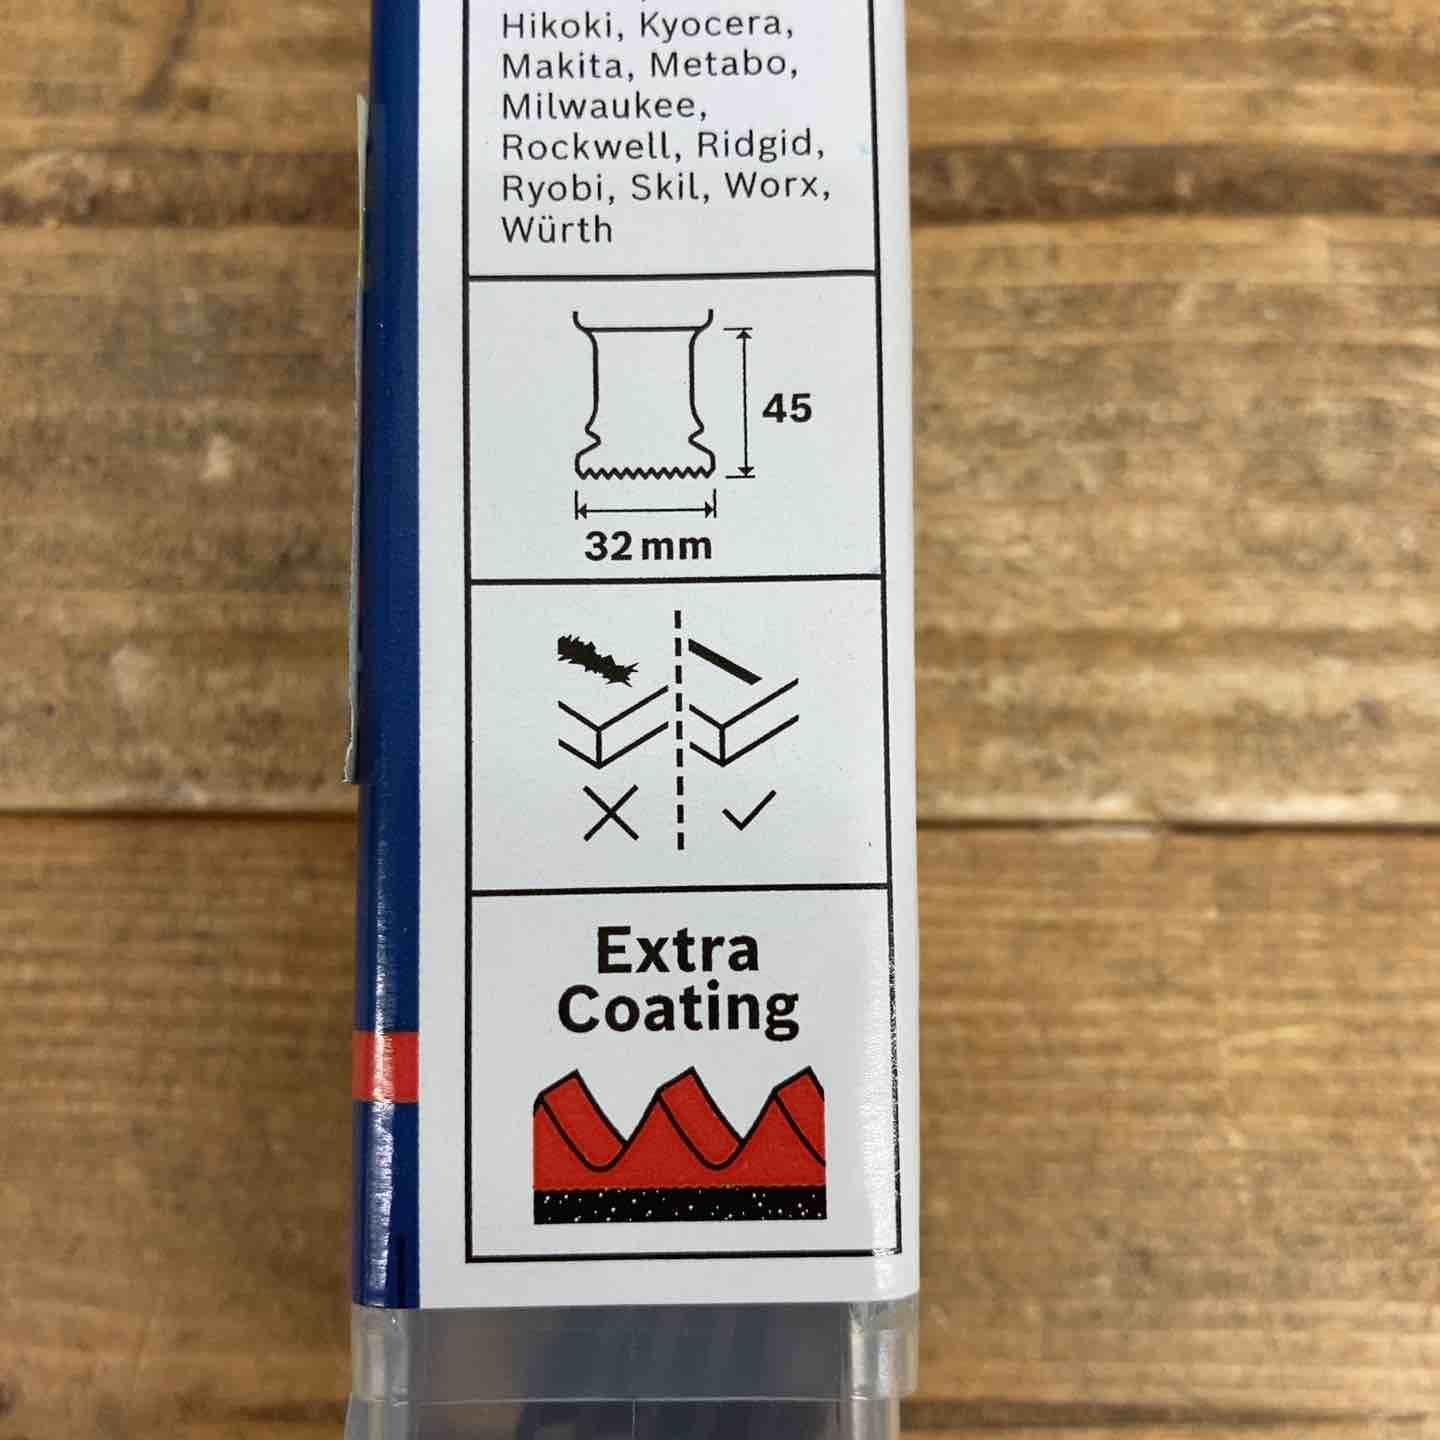 Hikoki, Kyocera,
Makita, Metabo,
Milwaukee,
Rockwell, Ridgid,
Ryobi, Skil, Worx,
Würth
45
32 mm
Extra
Coating